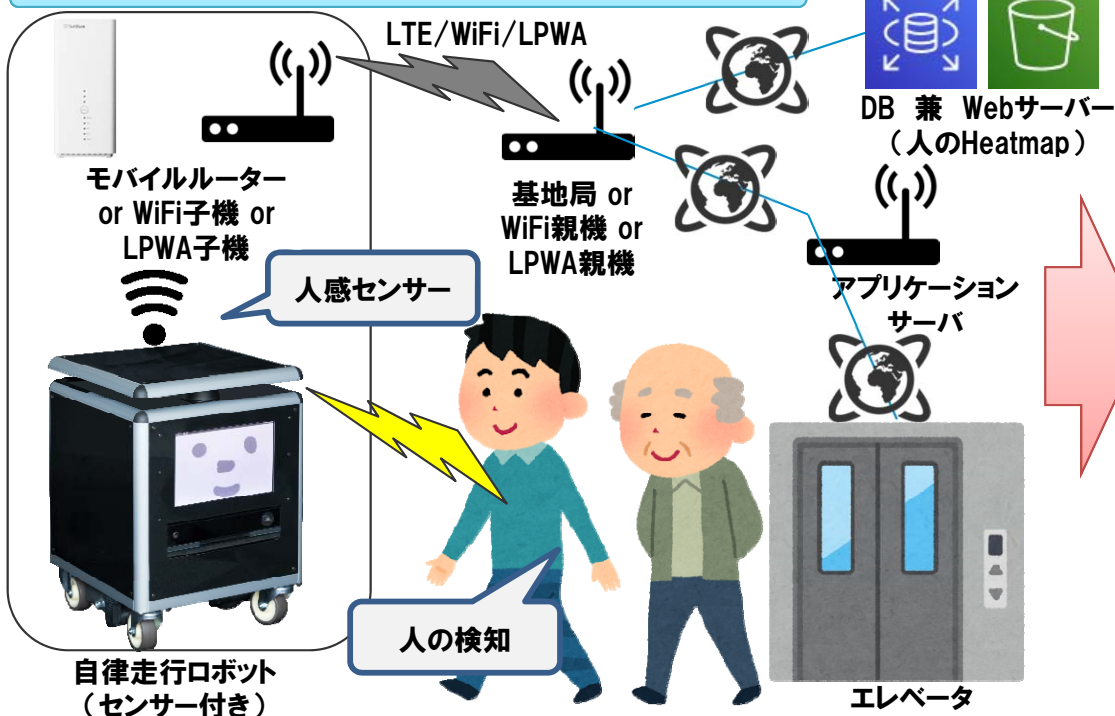 LTE/WiFi/LPWA
DB 兼 Webサーバー
（人のHeatmap）
モバイルルーター
or WiFi子機 or
LPWA子機
基地局 or
WiFi親機 or
LPWA親機
人感センサー
アプリケーション
サーバ
人の検知
自律走行ロボット
（センサー付き）
エレベータ